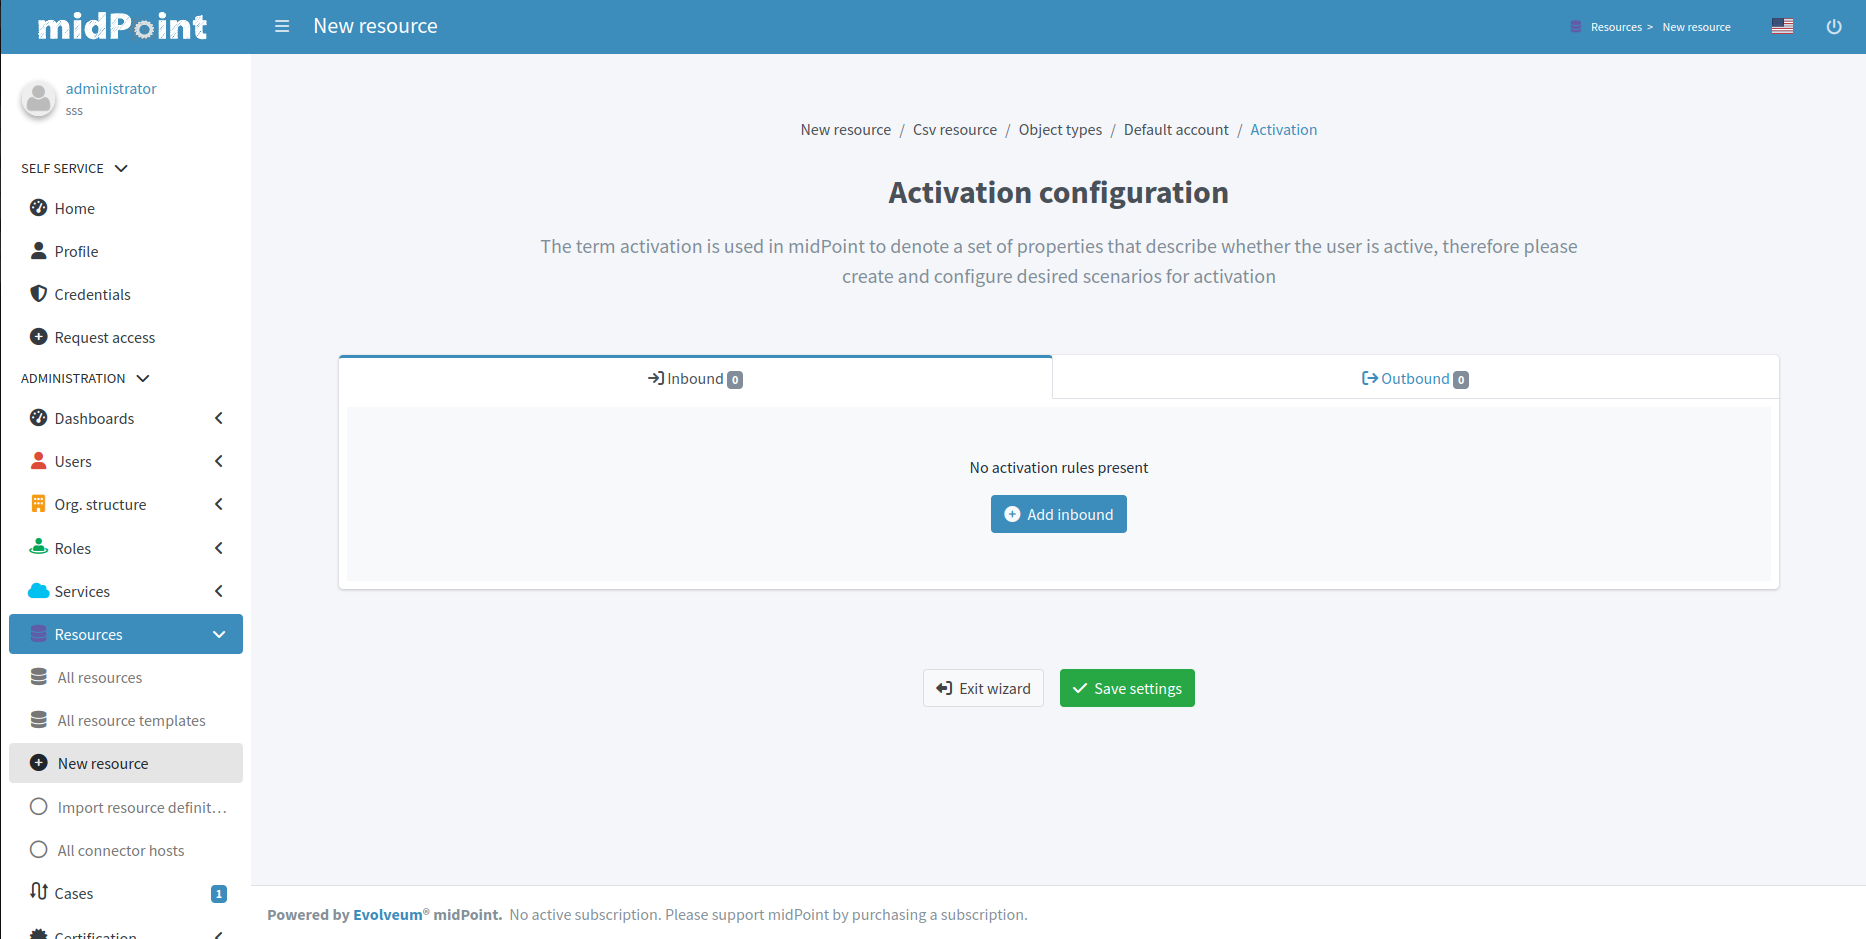 midPoint
New resource
Resources > New resource
administrator
sss
SELF SERVICE
Home
Profile
Credentials
Request access
ADMINISTRATION
Dashboards
Users
Org. structure
Roles
Services
Resources
All resources
All resource templates
New resource
Import resource definit...
All connector hosts
Cases 1
Certification
New resource / Csv resource / Object types / Default account / Activation
Activation configuration
The term activation is used in midPoint to denote a set of properties that describe whether the user is active, therefore please
create and configure desired scenarios for activation
Inbound 0
Outbound 0
No activation rules present
Add inbound
Exit wizard
Save settings
Powered by Evolveum® midPoint. No active subscription. Please support midPoint by purchasing a subscription.